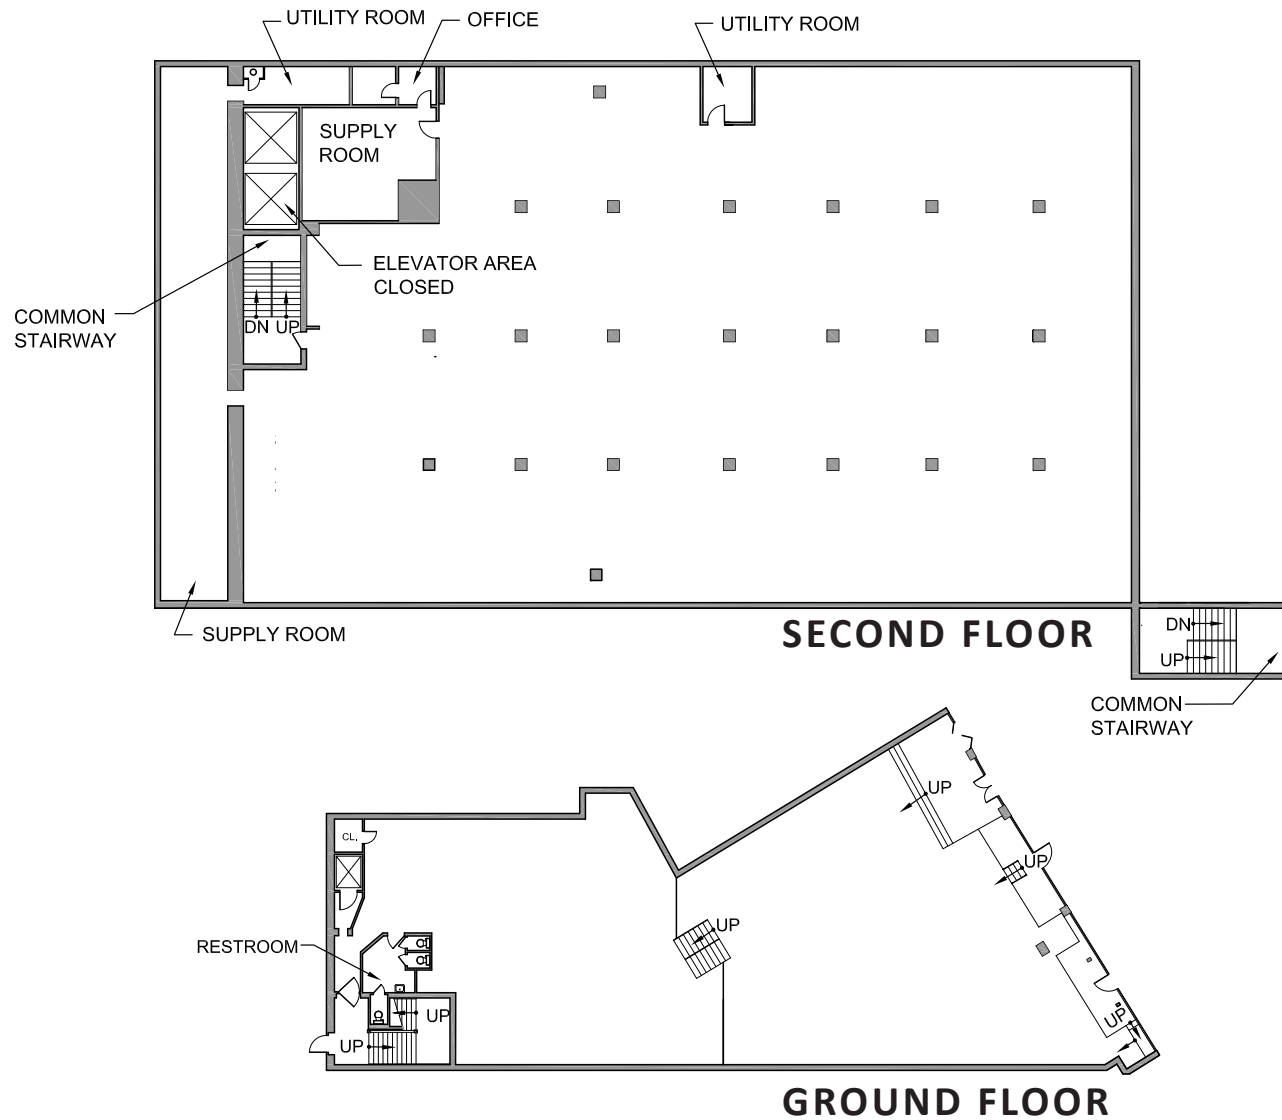 UTILITY ROOM
OFFICE
UTILITY ROOM
SUPPLY
ROOM
ELEVATOR AREA
CLOSED
COMMON
STAIRWAY
DN UP
SUPPLY ROOM
SECOND FLOOR
DN
UP
COMMON
STAIRWAY
UP
CL.
UP
UP
RESTROOM
UP
UP
UP
GROUND FLOOR